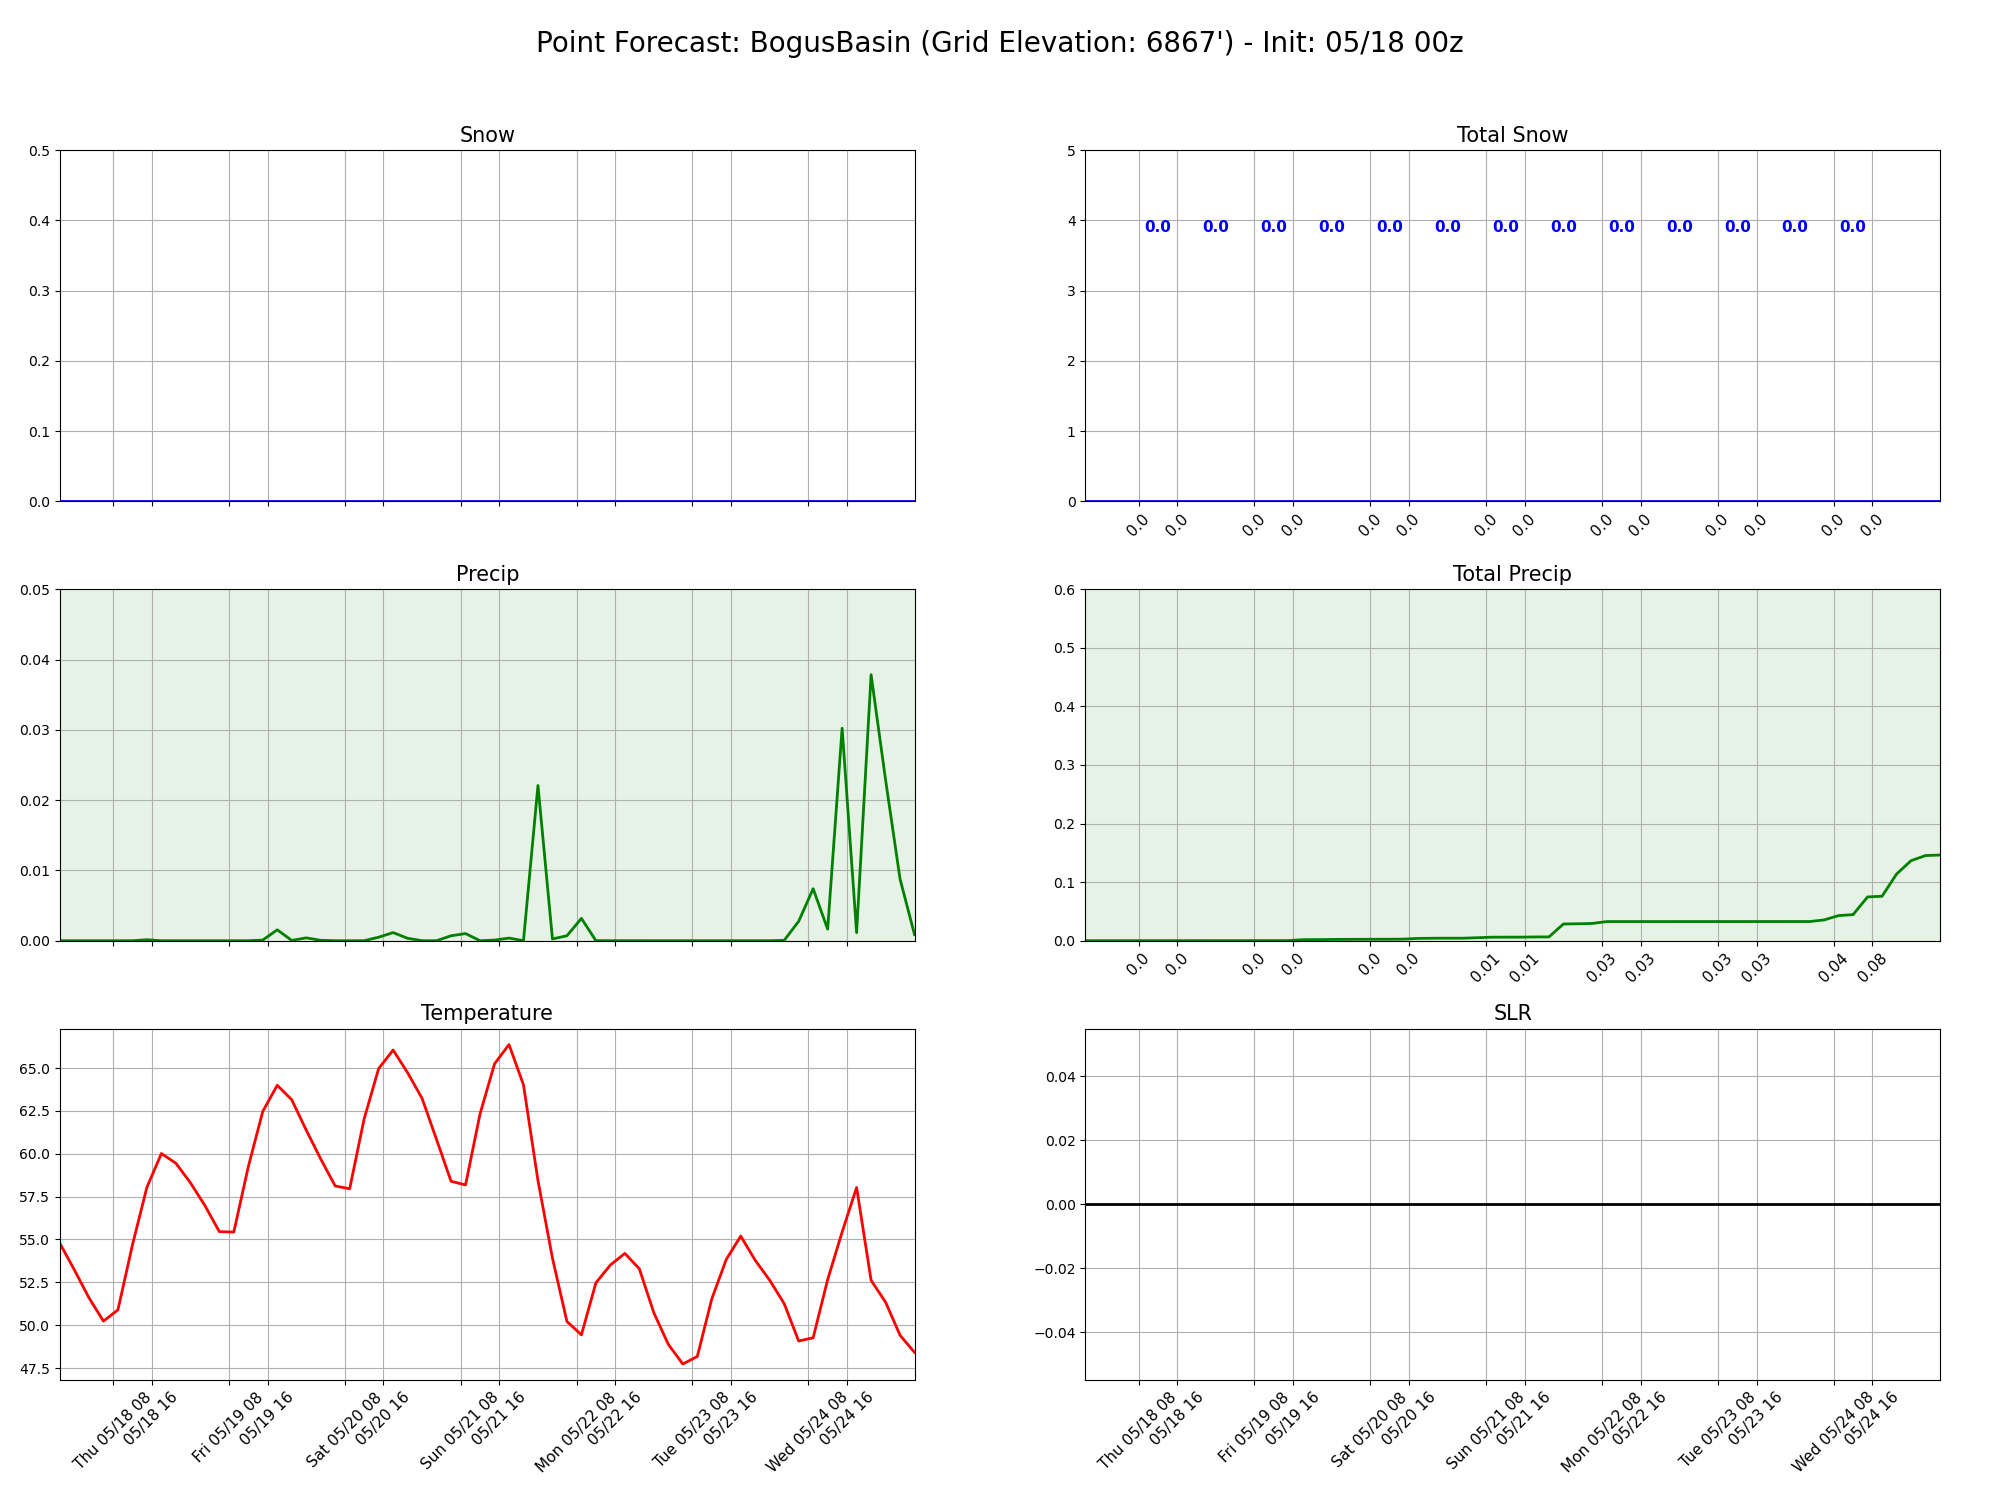 Point Forecast: BogusBasin (Grid Elevation: 6867') - Init: 05/18 00z
Snow
0.5
0.4
0.3
0.2
0.1
0.0
Total Snow
5
4
3
2
1
0
0.0 0.0 0.0 0.0 0.0 0.0 0.0 0.0 0.0 0.0 0.0 0.0 0.0
0.0 0.0 0.0 0.0 0.0 0.0 0.0 0.0 0.0 0.0 0.0 0.0 0.0 0.0
Precip
0.05
0.04
0.03
0.02
0.01
0.00
Total Precip
0.6
0.5
0.4
0.3
0.2
0.1
0.0
0.0 0.0 0.0 0.0 0.0 0.0 0.01 0.01 0.03 0.03 0.03 0.03 0.04 0.08
Temperature
65.0
62.5
60.0
57.5
55.0
52.5
50.0
47.5
Thu 05/18 08
05/18 16
Fri 05/19 08
05/19 16
Sat 05/20 08
05/20 16
Sun 05/21 08
05/21 16
Mon 05/22 08
05/22 16
Tue 05/23 08
05/23 16
Wed 05/24 08
05/24 16
SLR
0.04
0.02
0.00
−0.02
−0.04
Thu 05/18 08
05/18 16
Fri 05/19 08
05/19 16
Sat 05/20 08
05/20 16
Sun 05/21 08
05/21 16
Mon 05/22 08
05/22 16
Tue 05/23 08
05/23 16
Wed 05/24 08
05/24 16